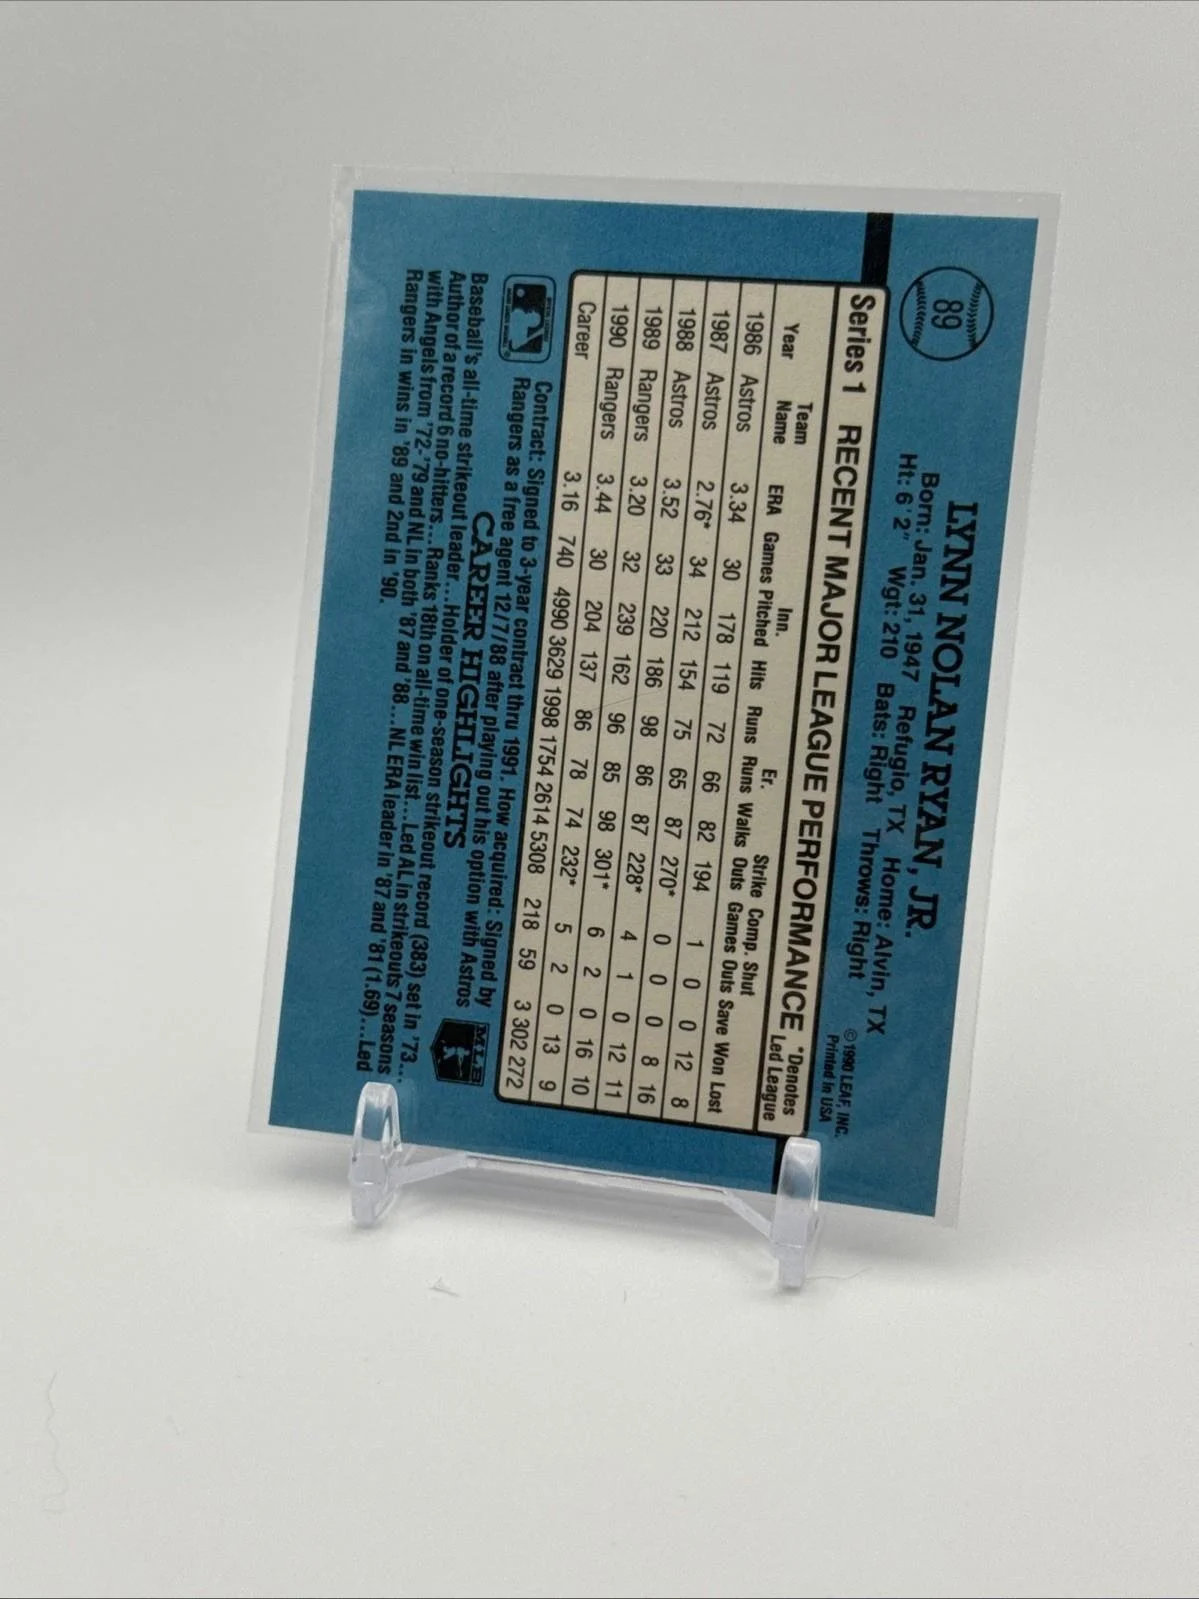 89
LYNN NOLAN RYAN, JR.
© 1990 LEAF, INC.
Printed in USA
Born: Jan. 31, 1947 Refugio, TX Home: Alvin, TX
Ht: 6'2" Wgt: 210 Bats: Right Throws: Right
Series 1 RECENT MAJOR LEAGUE PERFORMANCE *Denotes Led League
Year Team Name ERA Games Inn. Pitched Hits Runs Er. Runs Walks Strike Outs Comp. Games Shut Outs Save Won Lost
1986 Astros 3.34 30 178 119 72 66 82 194 1 0 0 12 8
1987 Astros 2.76* 34 212 154 75 65 87 270* 0 0 0 8 16
1988 Astros 3.52 33 220 186 98 86 87 228* 4 1 0 12 11
1989 Rangers 3.20 32 239 162 96 85 98 301* 6 2 0 16 10
1990 Rangers 3.44 30 204 137 86 78 74 232* 5 2 0 13 9
Career 3.16 740 4990 3629 1998 1754 2614 5308 218 59 3 302 272
Contract: Signed to 3-year contract thru 1991. How acquired: Signed by
Rangers as a free agent 12/7/88 after playing out his option with Astros
MLB
CAREER HIGHLIGHTS
Baseball's all-time strikeout leader...Holder of one-season strikeout record (383) set in '73...
Author of a record 6 no-hitters...Ranks 18th on all-time win list...Led AL in strikeouts 7 seasons
with Angels from '72-'79 and NL in both '87 and '88...NL ERA leader in '87 and '81 (1.69)...Led
Rangers in wins in '89 and 2nd in '90.